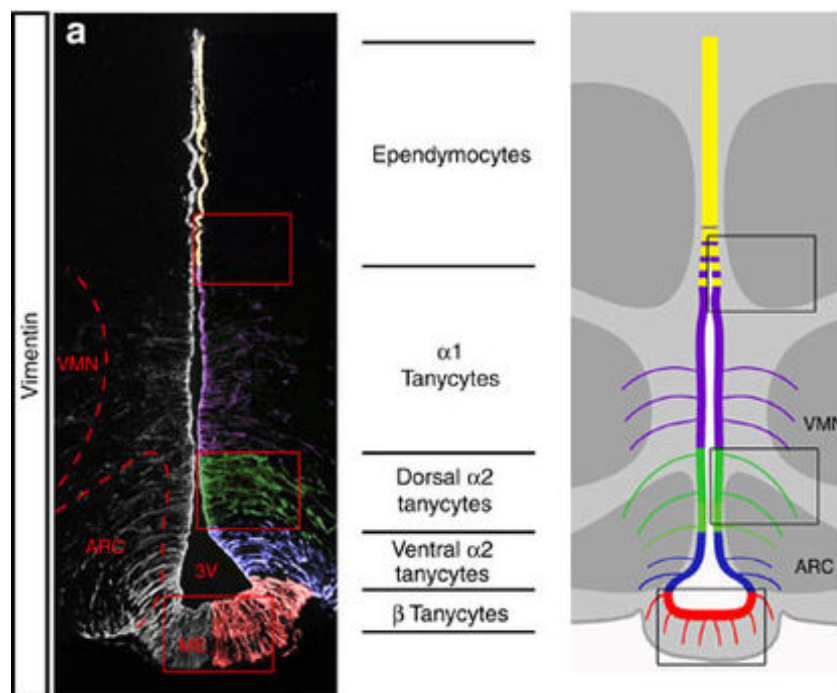 a
Vimentin
Ependymocytes
α1
Tanycytes
VMN
VMN
Dorsal α2
tanycytes
ARC
Ventral α2
tanycytes
ARC
3V
β Tanycytes
ME